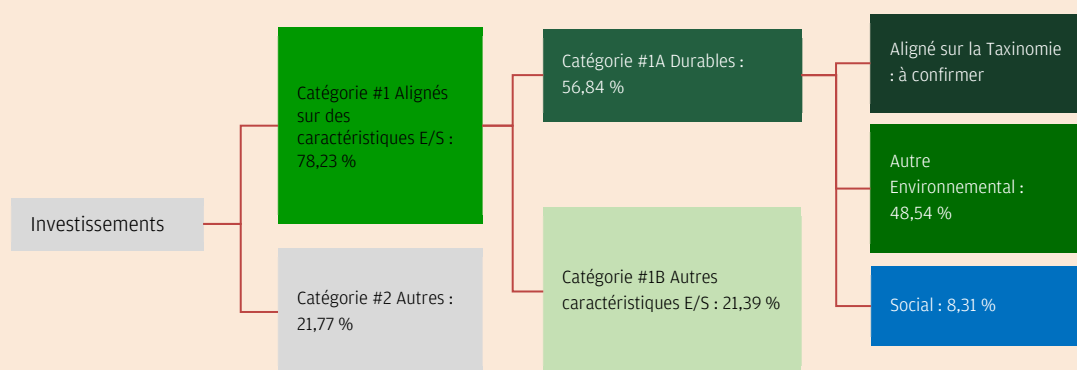 Investissements
Catégorie #1 Alignés
sur des
caractéristiques E/S :
78,23 %
Catégorie #2 Autres :
21,77 %
Catégorie #1A Durables :
56,84 %
Catégorie #1B Autres
caractéristiques E/S : 21,39 %
Aligné sur la Taxinomie
: à confirmer
Autre
Environnemental :
48,54 %
Social : 8,31 %